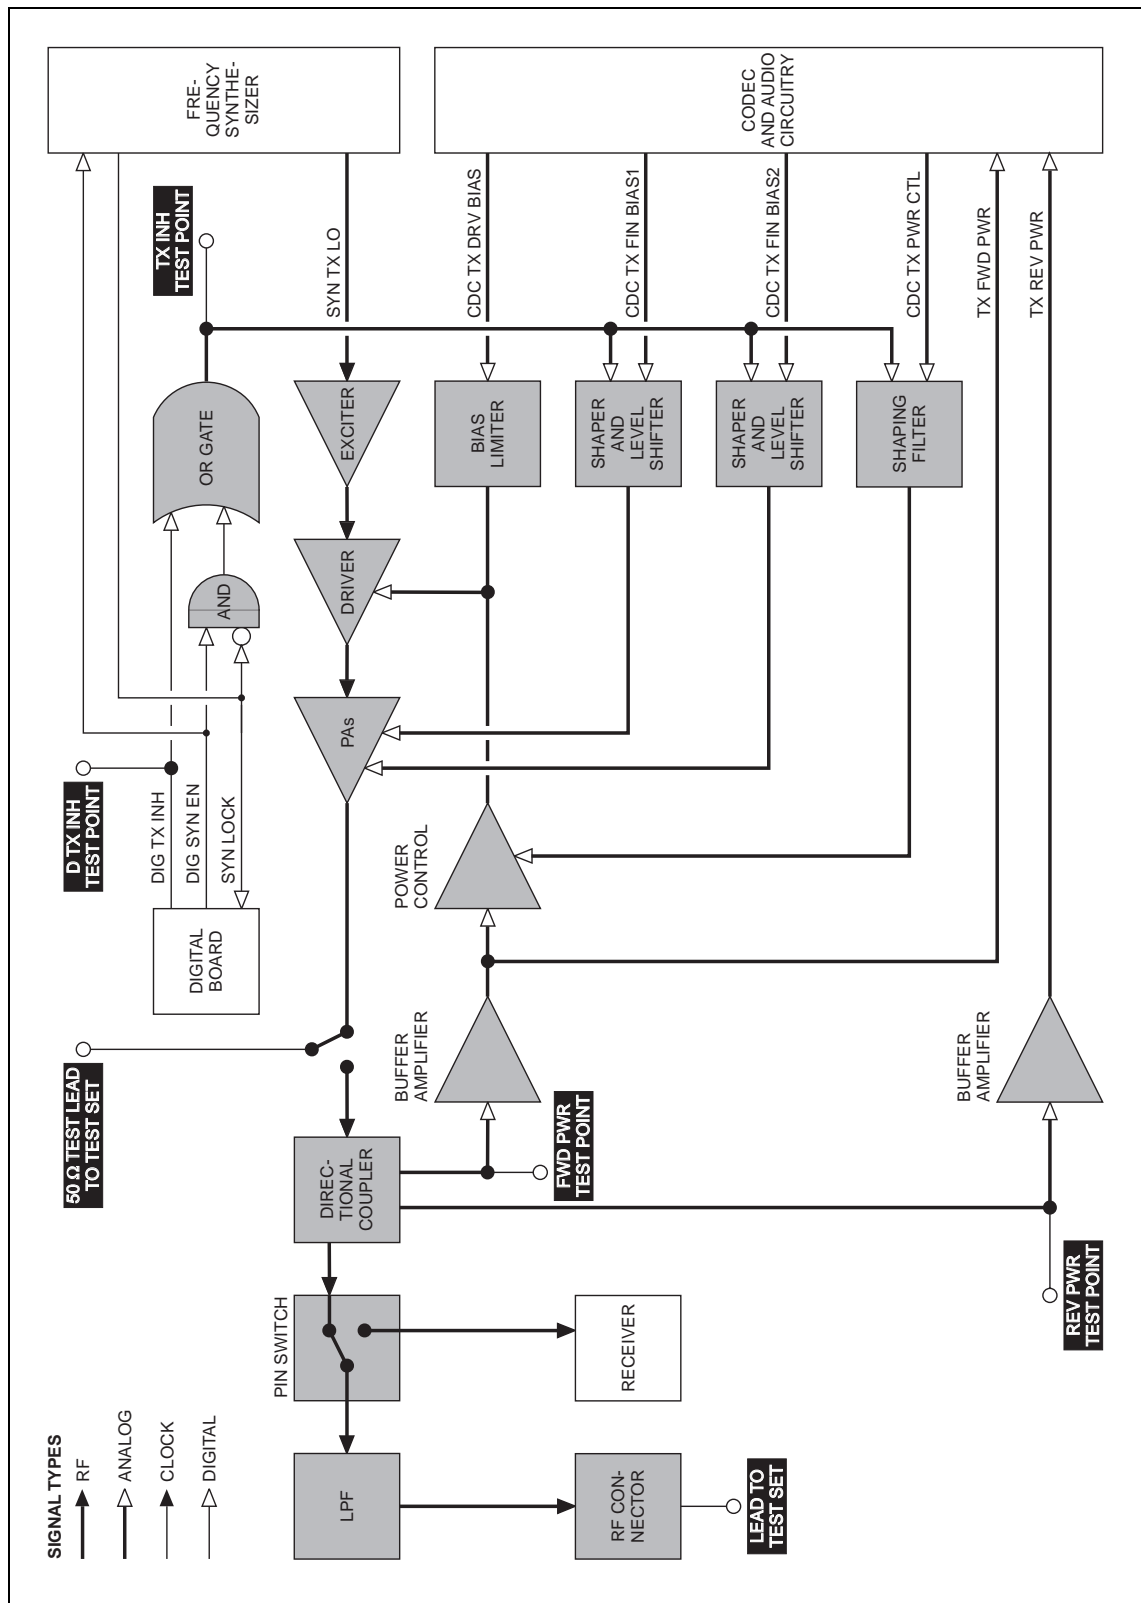 SIGNAL TYPES
RF
ANALOG
CLOCK
DIGITAL
50 Ω TEST LEAD
TO TEST SET
D TX INH
TEST POINT
TX INH
TEST POINT
DIGITAL
BOARD
DIG TX INH
DIG SYN EN
SYN LOCK
AND
OR GATE
FRE-
QUENCY
SYNTHE-
SIZER
LPF
PIN SWITCH
DIREC-
TIONAL
COUPLER
PAs
DRIVER
EXCITER
SYN TX LO
RF CON-
NECTOR
LEAD TO
TEST SET
RECEIVER
FWD PWR
TEST POINT
BUFFER
AMPLIFIER
POWER
CONTROL
BIAS
LIMITER
CDC TX DRV BIAS
SHAPER
AND
LEVEL
SHIFTER
CDC TX FIN BIAS1
SHAPER
AND
LEVEL
SHIFTER
CDC TX FIN BIAS2
SHAPING
FILTER
CDC TX PWR CTL
CODEC
AND AUDIO
CIRCUITRY
TX FWD PWR
TX REV PWR
REV PWR
TEST POINT
BUFFER
AMPLIFIER